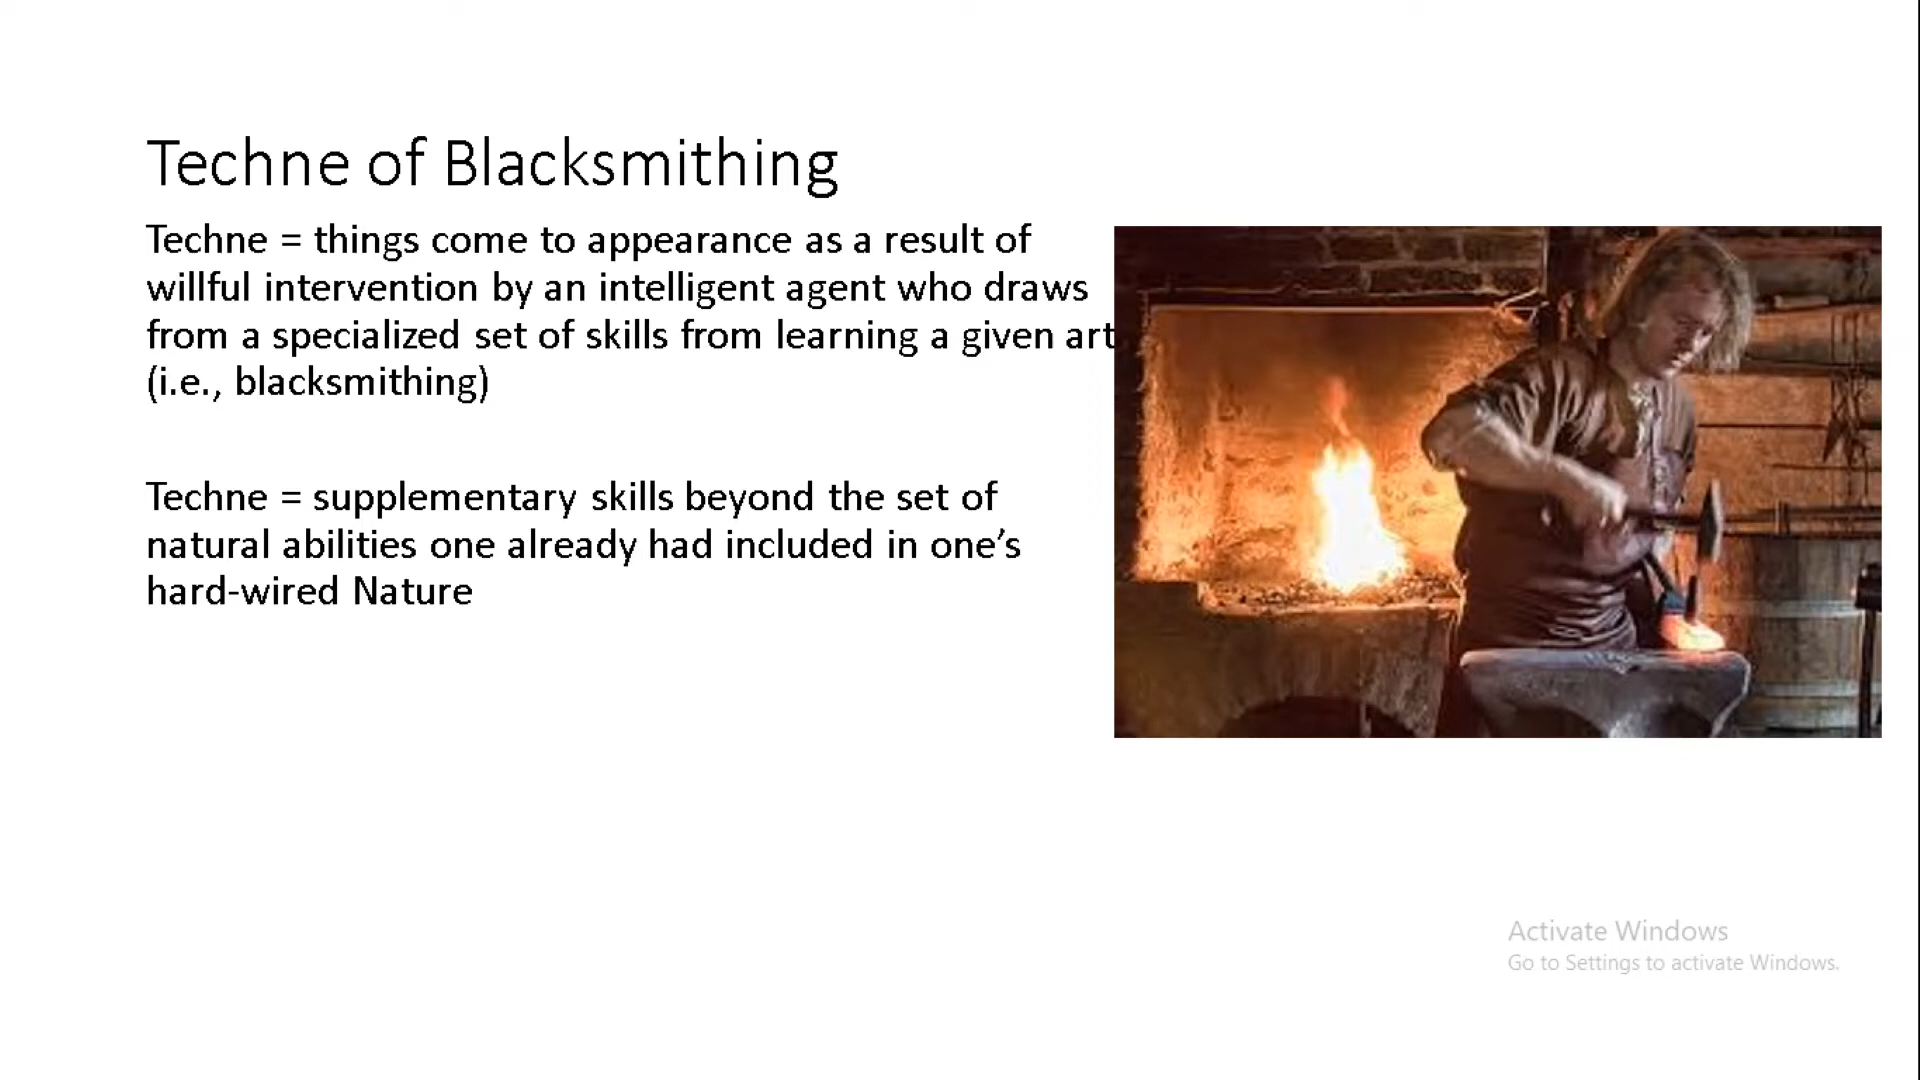 Techne of Blacksmithing
Techne = things come to appearance as a result of
willful intervention by an intelligent agent who draws
from a specialized set of skills from learning a given art
(i.e., blacksmithing)
Techne = supplementary skills beyond the set of
natural abilities one already had included in one’s
hard-wired Nature
Activate Windows
Go to Settings to activate Windows.